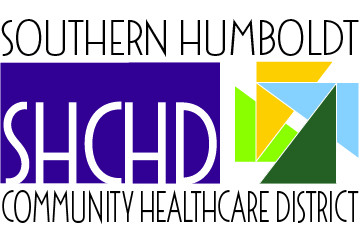 SOUTHERN HUMBOLDT
SHCHD
COMMUNITY HEALTHCARE DISTRICT